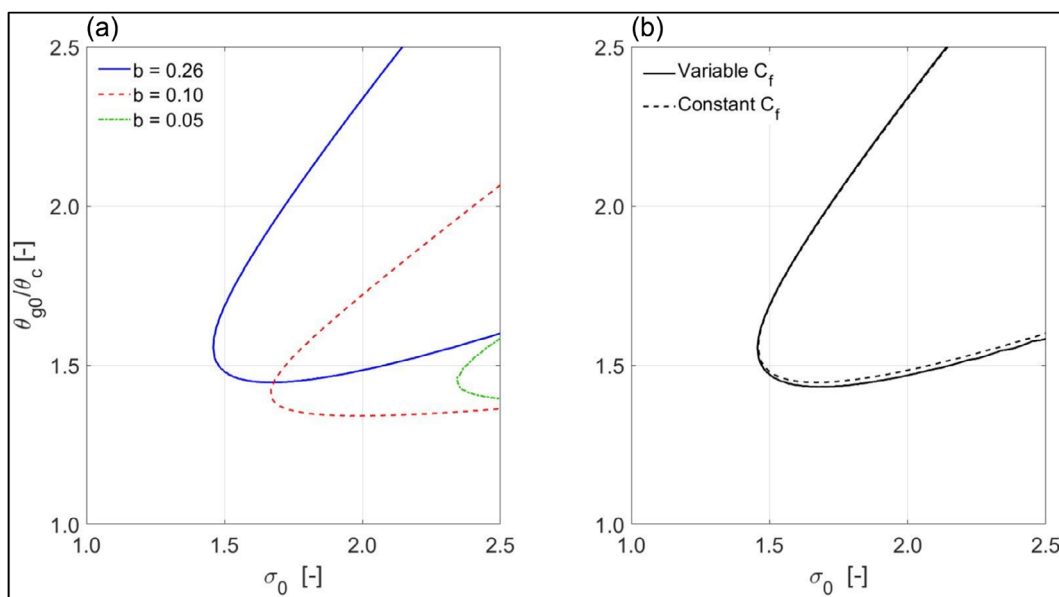 (a)
2.5
2.0
1.5
1.0
θg0/θc [-]
b = 0.26
b = 0.10
b = 0.05
1.0 1.5 2.0 2.5
σ0 [-]
(b)
2.5
2.0
1.5
1.0
Variable Cf
Constant Cf
1.0 1.5 2.0 2.5
σ0 [-]